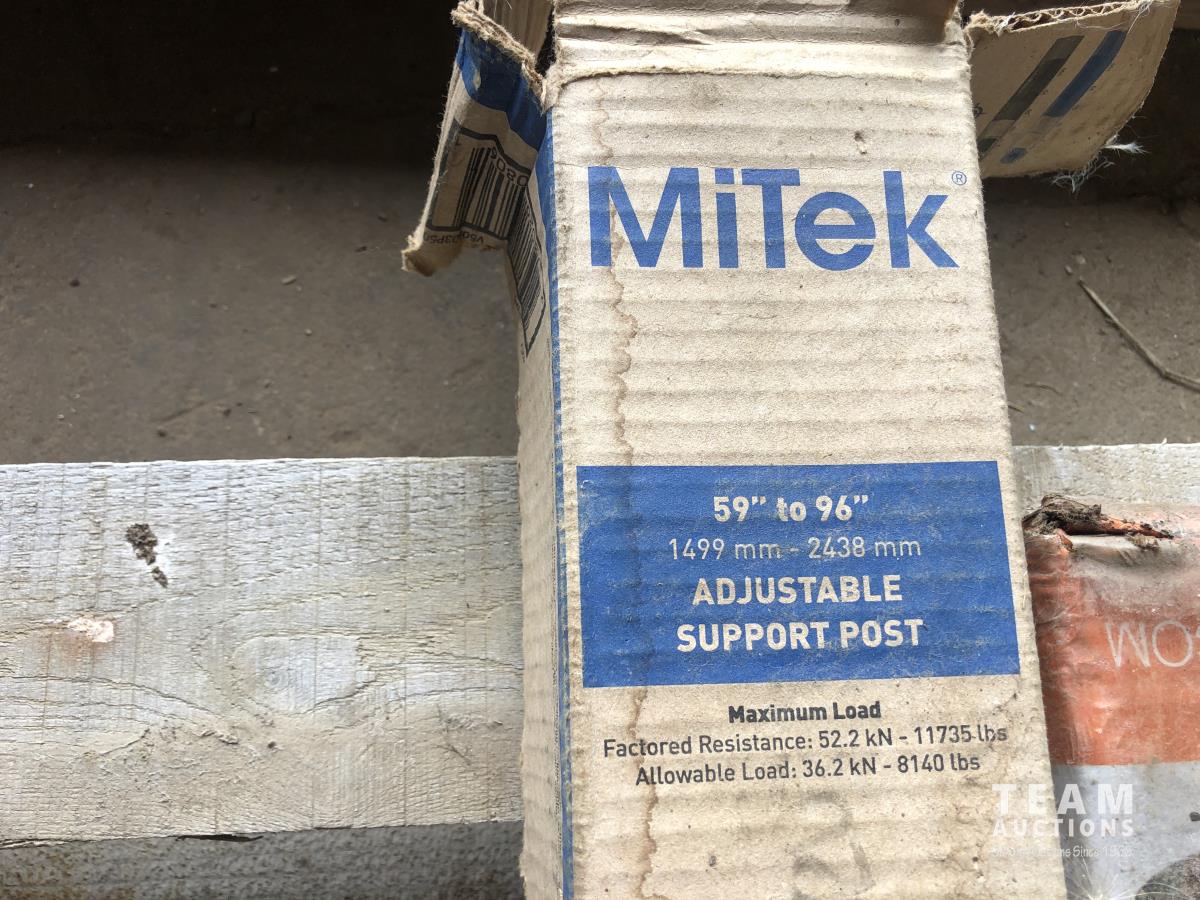 MiTek®
59” to 96”
1499 mm - 2438 mm
ADJUSTABLE
SUPPORT POST
Maximum Load
Factored Resistance: 52.2 kN - 11735 lbs
Allowable Load: 36.2 kN - 8140 lbs
TEAM
AUCTIONS